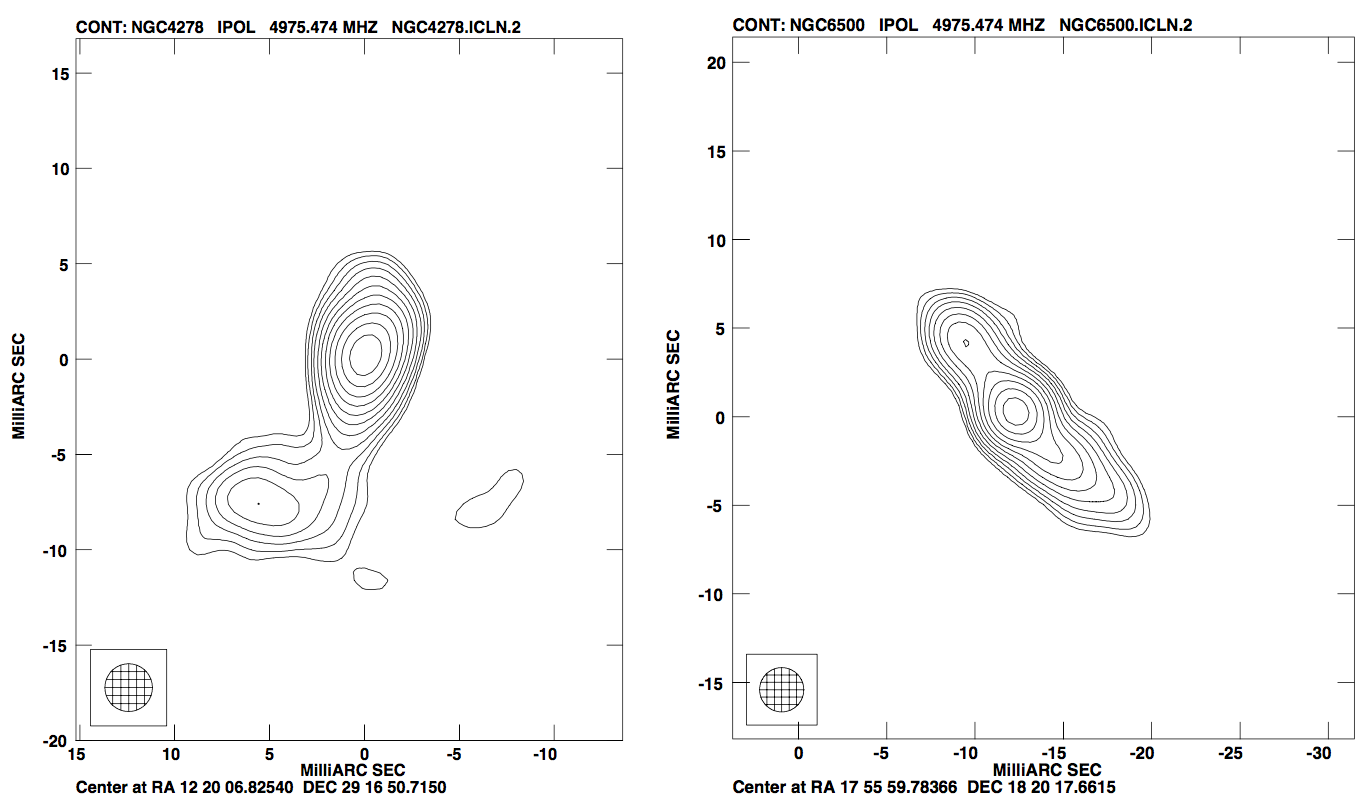 CONT: NGC4278 IPOL 4975.474 MHZ NGC4278.ICLN.2
15
10
5
0
-5
-10
-15
-20
MilliARC SEC
15 10 5 0 -5 -10
MilliARC SEC
Center at RA 12 20 06.82540 DEC 29 16 50.7150
CONT: NGC6500 IPOL 4975.474 MHZ NGC6500.ICLN.2
20
15
10
5
0
-5
-10
-15
MilliARC SEC
0 -5 -10 -15 -20 -25 -30
MilliARC SEC
Center at RA 17 55 59.78366 DEC 18 20 17.6615